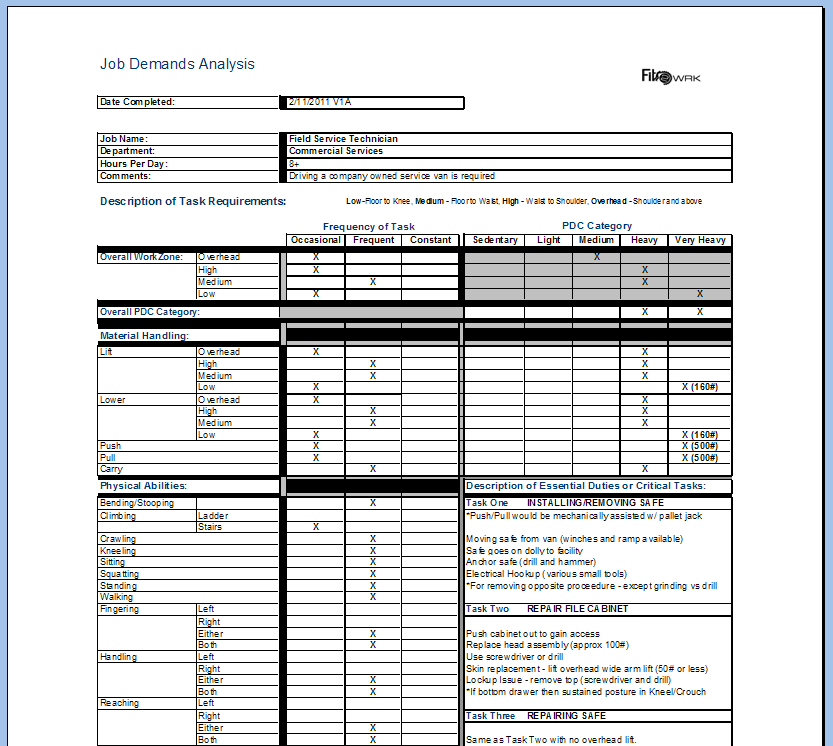 Job Demands Analysis
Fit2WRK
Date Completed: 2/11/2011 V1A
Job Name: Field Service Technician
Department: Commercial Services
Hours Per Day: 8+
Comments: Driving a company owned service van is required
Description of Task Requirements: Low-Floor to Knee, Medium - Floor to Waist, High - Waist to Shoulder, Overhead - Shoulder and above
Frequency of Task PDC Category
Occasional Frequent Constant Sedentary Light Medium Heavy Very Heavy
Overall Work Zone: Overhead X X
High X X
Medium X X
Low X X
Overall PDC Category: X X
Material Handling:
Lift Overhead X X
High X X
Medium X X
Low X X (160#)
Lower Overhead X X
High X X
Medium X X
Low X X (160#)
Push X X (500#)
Pull X X (500#)
Carry X X
Physical Abilities: Description of Essential Duties or Critical Tasks:
Bending/Stooping X Task One INSTALLING/REMOVING SAFE
Climbing Ladder *Push/Pull would be mechanically assisted w/ pallet jack
Stairs X
Crawling X Moving safe from van (winches and ramp available)
Kneeling X Safe goes on dolly to facility
Sitting X Anchor safe (drill and hammer)
Squatting X Electrical Hookup (various small tools)
Standing X *For removing opposite proceedure - except grinding vs drill
Walking X
Fingering Left Task Two REPAIR FILE CABINET
Right
Either X Push cabinet out to gain access
Both X Replace head assembly (approx 100#)
Handling Left Use screwdriver or drill
Right Skin replacement - lift overhead wide arm lift (50# or less)
Either X Lockup Issue - remove top (screwdriver and drill)
Both X *If bottom drawer then sustained posture in Kneel/Crouch
Reaching Left
Right Task Three REPAIRING SAFE
Either X
Both X Same as Task Two with no overhead lift.